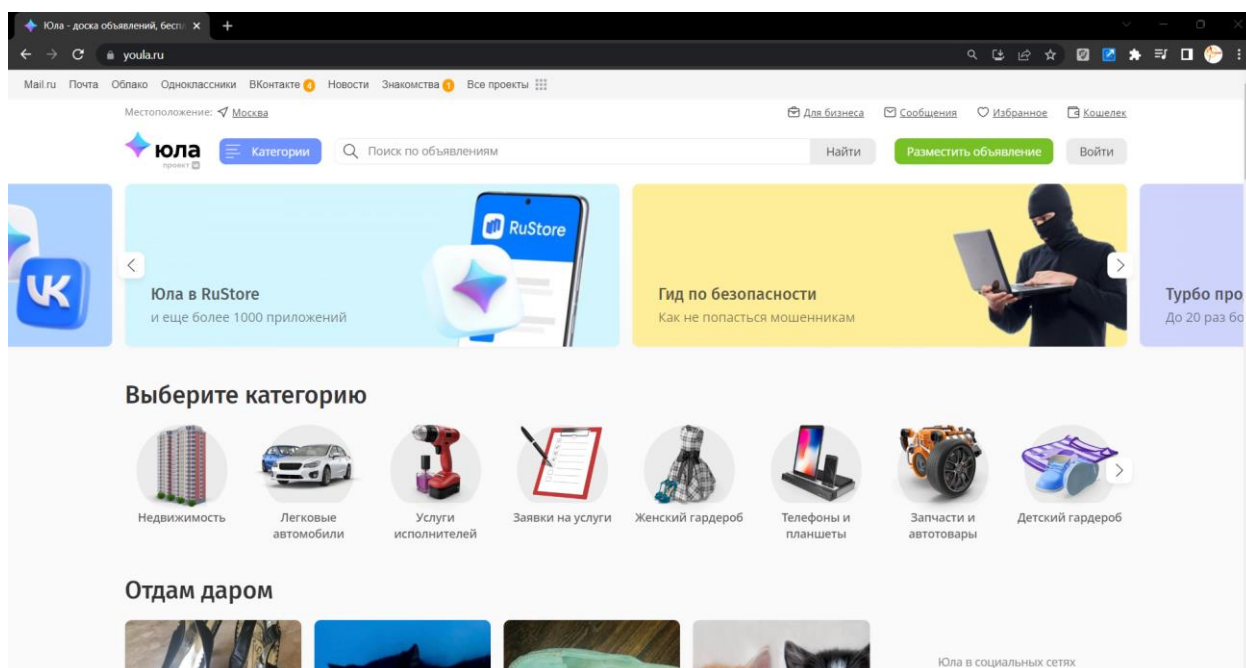 Юла - доска объявлений, бесп
youla.ru
Mail.ru Почта Облако Одноклассники ВКонтакте 4 Новости Знакомства 1 Все проекты
Местоположение: Москва Для бизнеса Сообщения Избранное Кошелек
юла Категории Поиск по объявлениям Найти Разместить объявление Войти
проект
RuStore
Юла в RuStore
и еще более 1000 приложений
Гид по безопасности
Как не попасться мошенникам
Турбо про
До 20 раз бо
Выберите категорию
Недвижимость
Легковые
автомобили
Услуги
исполнителей
Заявки на услуги
Женский гардероб
Телефоны и
планшеты
Запчасти и
автотовары
Детский гардероб
Отдам даром
Юла в социальных сетях